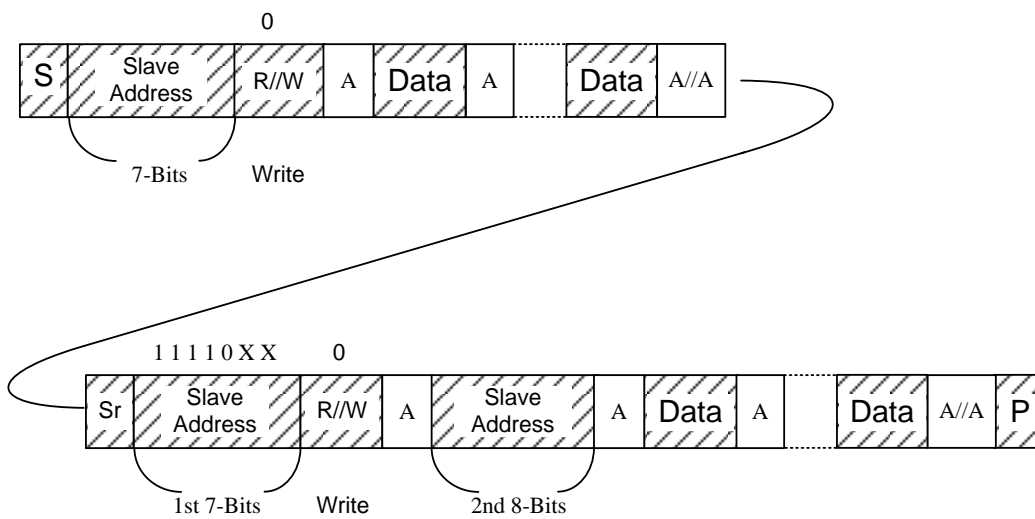 0
S Slave Address R//W A Data A Data A//A
7-Bits Write
1 1 1 1 0 X X 0
Sr Slave Address R//W A Slave Address A Data A Data A//A P
1st 7-Bits Write 2nd 8-Bits